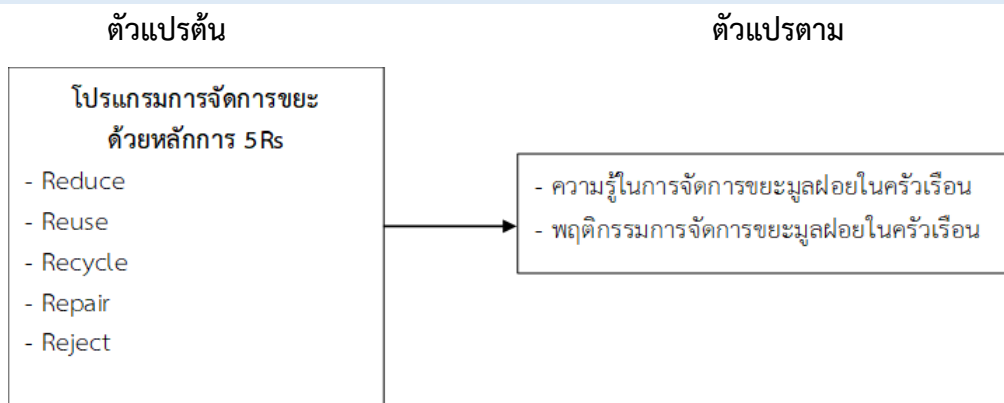 ตัวแปรต้น
ตัวแปรตาม
โปรแกรมการจัดการขยะ
ด้วยหลักการ 5Rs
- Reduce
- Reuse
- Recycle
- Repair
- Reject
- ความรู้ในการจัดการขยะมูลฝอยในครัวเรือน
- พฤติกรรมการจัดการขยะมูลฝอยในครัวเรือน